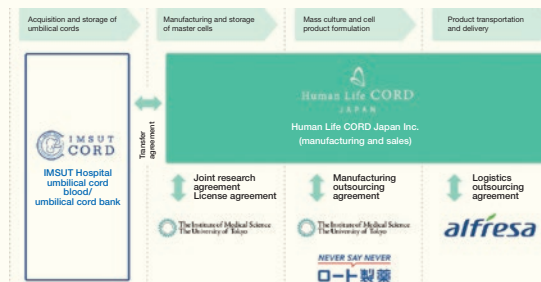 Acquisition and storage of
umbilical cords
Manufacturing and storage
of master cells
Mass culture and cell
product formulation
Product transportation
and delivery
IMSUT
CORD
IMSUT Hospital
umbilical cord
blood/
umbilical cord bank
Transfer
agreement
Human Life CORD
JAPAN
Human Life CORD Japan Inc.
(manufacturing and sales)
Joint research
agreement
License agreement
The Institute of Medical Science
The University of Tokyo
Manufacturing
outsourcing
agreement
The Institute of Medical Science
The University of Tokyo
NEVER SAY NEVER
ロート製薬
Logistics
outsourcing
agreement
alfresa